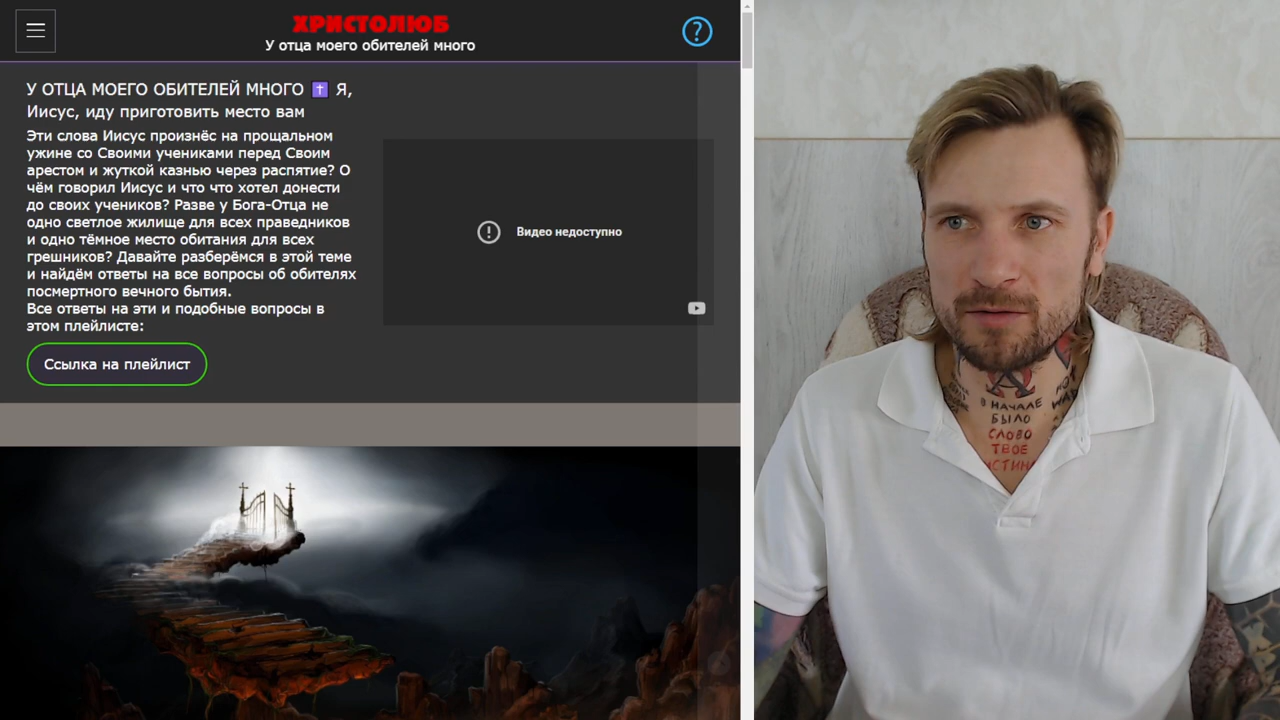 ХРИСТОЛЮБ
У отца моего обителей много
?
У ОТЦА МОЕГО ОБИТЕЛЕЙ МНОГО ✝ Я,
Иисус, иду приготовить место вам
Эти слова Иисус произнёс на прощальном
ужине со Своими учениками перед Своим
арестом и жуткой казнью через распятие? О
чём говорил Иисус и что что хотел донести
до своих учеников? Разве у Бога-Отца не
одно светлое жилище для всех праведников
и одно тёмное место обитания для всех
грешников? Давайте разберёмся в этой теме
и найдём ответы на все вопросы об обителях
посмертного вечного бытия.
Все ответы на эти и подобные вопросы в
этом плейлисте:
Ссылка на плейлист
Видео недоступно
В НАЧАЛЕ
БЫЛО
СЛОВО
ТВОЕ